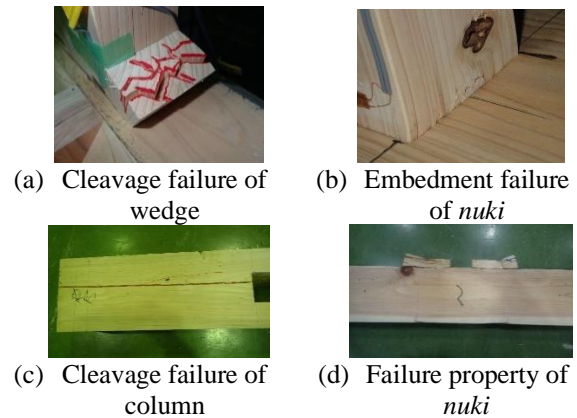 (a) Cleavage failure of
wedge
(b) Embedment failure
of nuki
(c) Cleavage failure of
column
(d) Failure property of
nuki